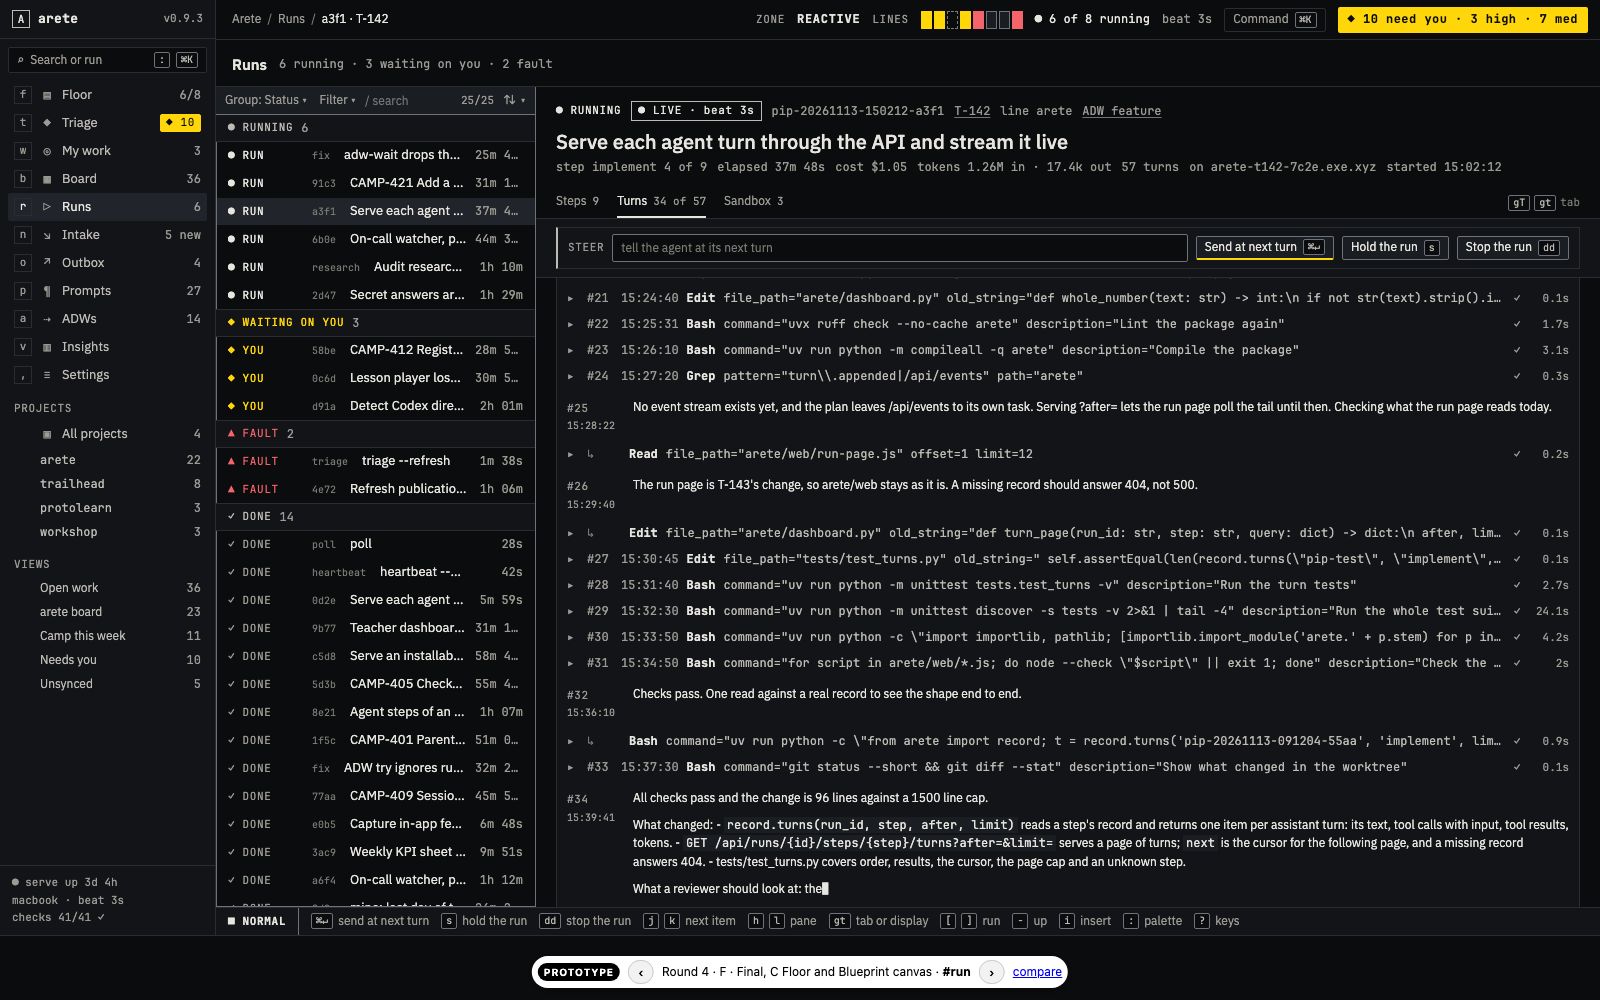 A arete v0.9.3
Search or run : ⌘K
f Floor 6/8
t Triage 10
w My work 3
b Board 36
r Runs 6
n Intake 5 new
o Outbox 4
p Prompts 27
a ADWs 14
v Insights
, Settings
PROJECTS
All projects 4
arete 22
trailhead 8
protolearn 3
workshop 3
VIEWS
Open work 36
arete board 23
Camp this week 11
Needs you 10
Unsynced 5
serve up 3d 4h
macbook · beat 3s
checks 41/41 ✓
Arete / Runs / a3f1 · T-142
ZONE REACTIVE LINES 6 of 8 running beat 3s Command ⌘K ◆ 10 need you · 3 high · 7 med
Runs 6 running · 3 waiting on you · 2 fault
Group: Status Filter / search 25/25
RUNNING 6
RUN fix adw-wait drops th… 25m 4…
RUN 91c3 CAMP-421 Add a … 31m 1…
RUN a3f1 Serve each agent … 37m 4…
RUN 6b0e On-call watcher, p… 44m 3…
RUN research Audit researc… 1h 10m
RUN 2d47 Secret answers ar… 1h 29m
WAITING ON YOU 3
YOU 58be CAMP-412 Regist… 28m 5…
YOU 0c6d Lesson player los… 30m 5…
YOU d91a Detect Codex dire… 2h 01m
FAULT 2
FAULT triage triage --refresh 1m 38s
FAULT 4e72 Refresh publicatio… 1h 06m
✓ DONE 14
✓ DONE poll poll 28s
✓ DONE heartbeat heartbeat --… 42s
✓ DONE 0d2e Serve each agent … 5m 59s
✓ DONE 9b77 Teacher dashboar… 31m 1…
✓ DONE c5d8 Serve an installab… 58m 4…
✓ DONE 5d3b CAMP-405 Check… 55m 4…
✓ DONE 8e21 Agent steps of an … 1h 07m
✓ DONE 1f5c CAMP-401 Parent… 51m 0…
✓ DONE fix ADW try ignores ru… 32m 2…
✓ DONE 77aa CAMP-409 Sessio… 45m 5…
✓ DONE e0b5 Capture in-app fe… 6m 48s
✓ DONE 3ac9 Weekly KPI sheet … 9m 51s
✓ DONE a6f4 On-call watcher, p… 1h 12m
RUNNING LIVE · beat 3s pip-20261113-150212-a3f1 T-142 line arete ADW feature
Serve each agent turn through the API and stream it live
step implement 4 of 9 elapsed 37m 48s cost $1.05 tokens 1.26M in · 17.4k out 57 turns on arete-t142-7c2e.exe.xyz started 15:02:12
Steps 9 Turns 34 of 57 Sandbox 3 gT gt tab
STEER tell the agent at its next turn Send at next turn ⌘↵ Hold the run s Stop the run dd
▸ #21 15:24:40 Edit file_path="arete/dashboard.py" old_string="def whole_number(text: str) -> int:\n if not str(text).strip().i… ✓ 0.1s
▸ #22 15:25:31 Bash command="uvx ruff check --no-cache arete" description="Lint the package again" ✓ 1.7s
▸ #23 15:26:10 Bash command="uv run python -m compileall -q arete" description="Compile the package" ✓ 3.1s
▸ #24 15:27:20 Grep pattern="turn\\.appended|/api/events" path="arete" ✓ 0.3s
#25 No event stream exists yet, and the plan leaves /api/events to its own task. Serving ?after= lets the run page poll the tail until then. Checking what the run page reads today.
15:28:22
▸ ↳ Read file_path="arete/web/run-page.js" offset=1 limit=12 ✓ 0.2s
#26 The run page is T-143's change, so arete/web stays as it is. A missing record should answer 404, not 500.
15:29:40
▸ ↳ Edit file_path="arete/dashboard.py" old_string="def turn_page(run_id: str, step: str, query: dict) -> dict:\n after, lim… ✓ 0.1s
▸ #27 15:30:45 Edit file_path="tests/test_turns.py" old_string=" self.assertEqual(len(record.turns(\"pip-test\", \"implement\",… ✓ 0.1s
▸ #28 15:31:40 Bash command="uv run python -m unittest tests.test_turns -v" description="Run the turn tests" ✓ 2.7s
▸ #29 15:32:30 Bash command="uv run python -m unittest discover -s tests -v 2>&1 | tail -4" description="Run the whole test sui… ✓ 24.1s
▸ #30 15:33:50 Bash command="uv run python -c \"import importlib, pathlib; [importlib.import_module('arete.' + p.stem) for p in… ✓ 4.2s
▸ #31 15:34:50 Bash command="for script in arete/web/*.js; do node --check \"$script\" || exit 1; done" description="Check the … ✓ 2s
#32 Checks pass. One read against a real record to see the shape end to end.
15:36:10
▸ ↳ Bash command="uv run python -c \"from arete import record; t = record.turns('pip-20261113-091204-55aa', 'implement', lim… ✓ 0.9s
▸ #33 15:37:30 Bash command="git status --short && git diff --stat" description="Show what changed in the worktree" ✓ 0.1s
#34 All checks pass and the change is 96 lines against a 1500 line cap.
15:39:41
What changed: - record.turns(run_id, step, after, limit) reads a step's record and returns one item per assistant turn: its text, tool calls with input, tool results,
tokens. - GET /api/runs/{id}/steps/{step}/turns?after=&limit= serves a page of turns; next is the cursor for the following page, and a missing record
answers 404. - tests/test_turns.py covers order, results, the cursor, the page cap and an unknown step.
What a reviewer should look at: the
NORMAL ⌘↵ send at next turn s hold the run dd stop the run j k next item h l pane gt tab or display [ ] run - up i insert : palette ? keys
PROTOTYPE ‹ Round 4 · F · Final, C Floor and Blueprint canvas · #run › compare